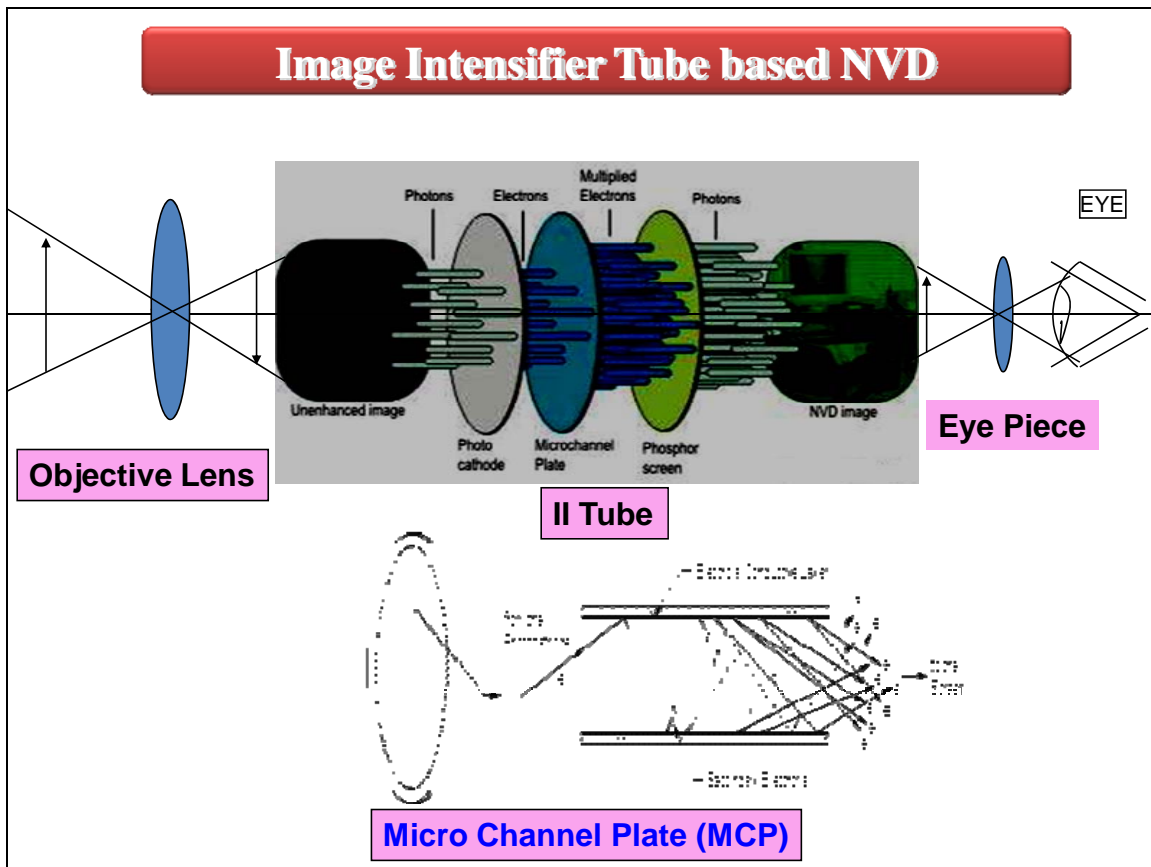 Image Intensifier Tube based NVD
Photons
Electrons
Multiplied
Electrons
Photons
EYE
Unenhanced image
Photo
cathode
Microchannel
Plate
Phosphor
screen
NVD image
Objective Lens
II Tube
Eye Piece
Micro Channel Plate (MCP)